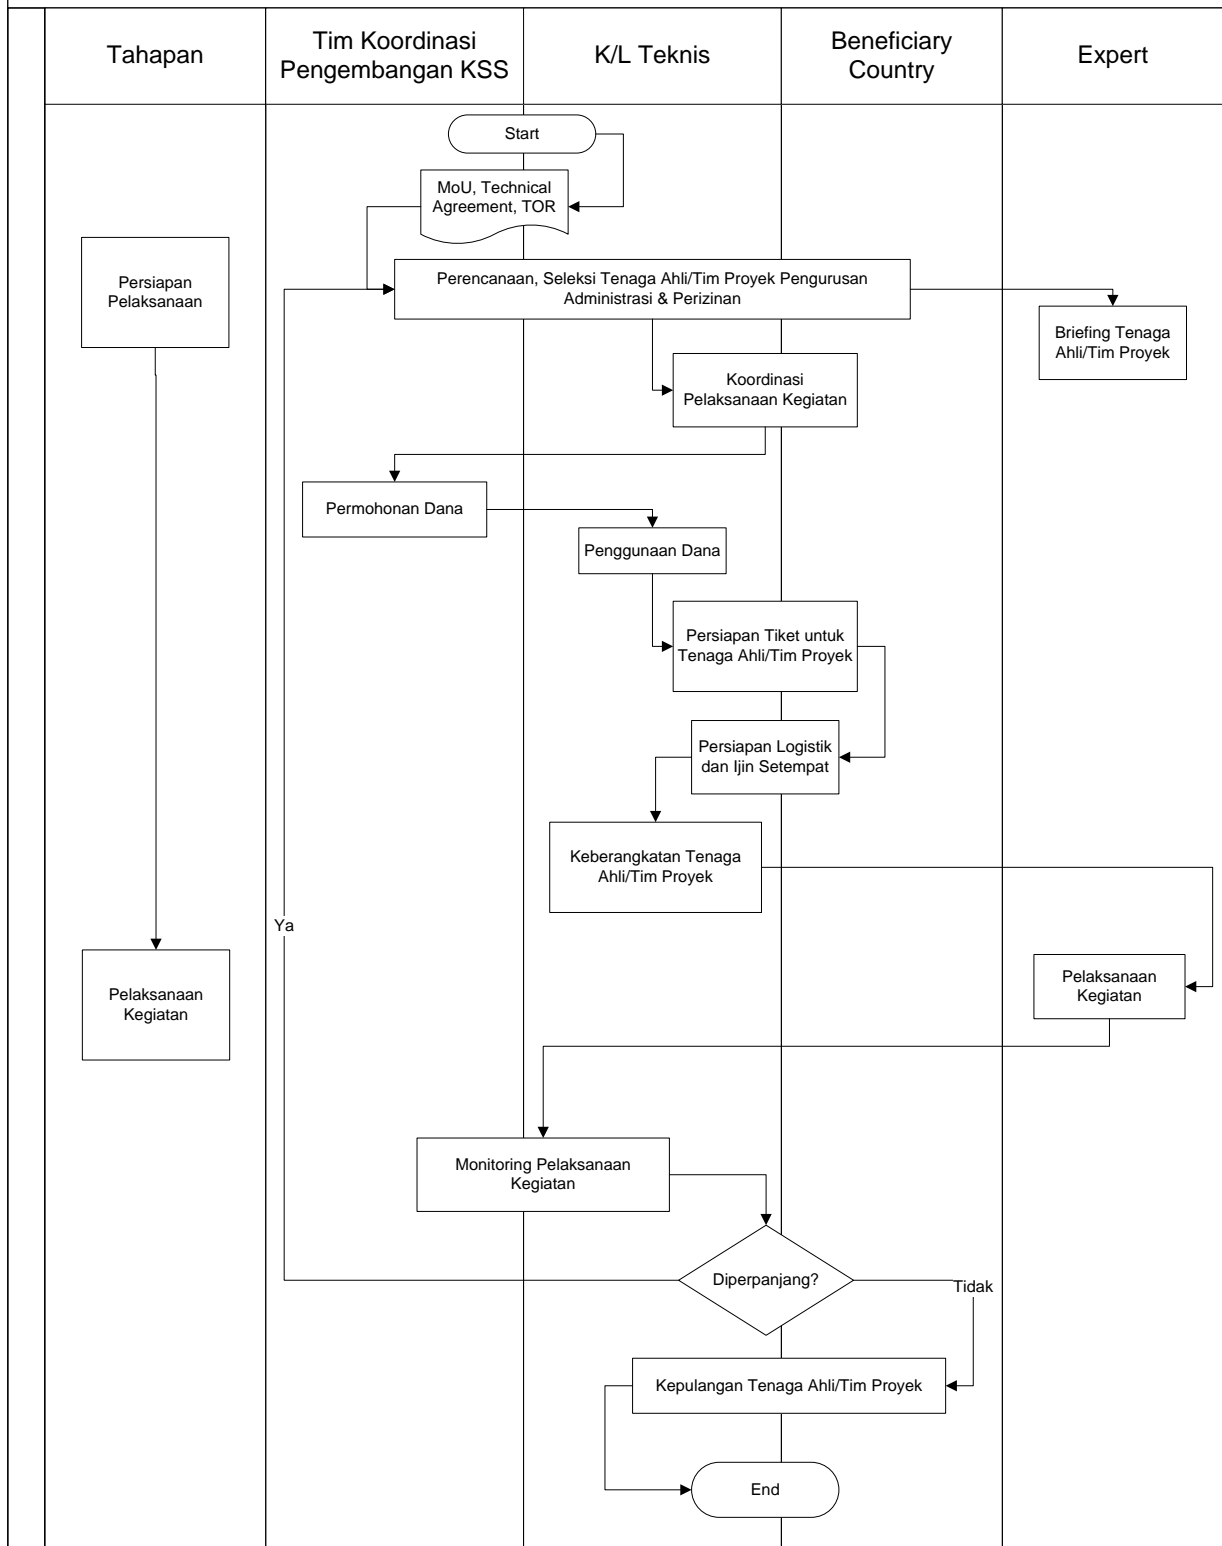 Tahapan
Tim Koordinasi
Pengembangan KSS
K/L Teknis
Beneficiary
Country
Expert
Start
MoU, Technical
Agreement, TOR
Persiapan
Pelaksanaan
Perencanaan, Seleksi Tenaga Ahli/Tim Proyek Pengurusan
Administrasi & Perizinan
Briefing Tenaga
Ahli/Tim Proyek
Koordinasi
Pelaksanaan Kegiatan
Permohonan Dana
Penggunaan Dana
Persiapan Tiket untuk
Tenaga Ahli/Tim Proyek
Persiapan Logistik
dan Ijin Setempat
Keberangkatan Tenaga
Ahli/Tim Proyek
Ya
Pelaksanaan
Kegiatan
Pelaksanaan
Kegiatan
Monitoring Pelaksanaan
Kegiatan
Diperpanjang?
Tidak
Kepulangan Tenaga Ahli/Tim Proyek
End